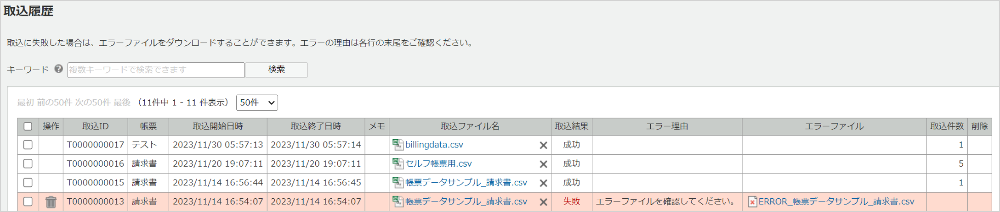 取込履歴
取込に失敗した場合は、エラーファイルをダウンロードすることができます。エラーの理由は各行の末尾をご確認ください。
キーワード ? 複数キーワードで検索できます 検索
最初 前の50件 次の50件 最後 (11件中 1 - 11 件表示) 50件
操作 取込ID 帳票 取込開始日時 取込終了日時 メモ 取込ファイル名 取込結果 エラー理由 エラーファイル 取込件数 削除
T0000000017 テスト 2023/11/30 05:57:13 2023/11/30 05:57:14 billingdata.csv 成功 1
T0000000016 請求書 2023/11/20 19:07:11 2023/11/20 19:07:11 セルフ帳票用.csv 成功 5
T0000000015 請求書 2023/11/14 16:56:44 2023/11/14 16:56:45 帳票データサンプル_請求書.csv 成功 1
T0000000013 請求書 2023/11/14 16:54:07 2023/11/14 16:54:07 帳票データサンプル_請求書.csv 失敗 エラーファイルを確認してください。 ERROR_帳票データサンプル_請求書.csv